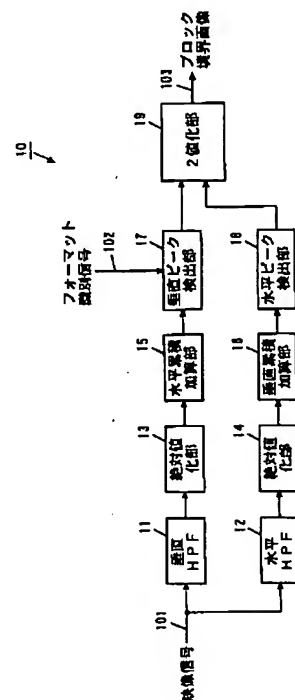 10
フォーマット
識別信号
102
映像信号
101
11
垂直
HPF
13
絶対値
化部
15
水平累積
加算部
17
垂直ピーク
検出部
12
水平
HPF
14
絶対値
化部
16
垂直累積
加算部
18
水平ピーク
検出部
19
2値化部
103
ブロック
境界画像